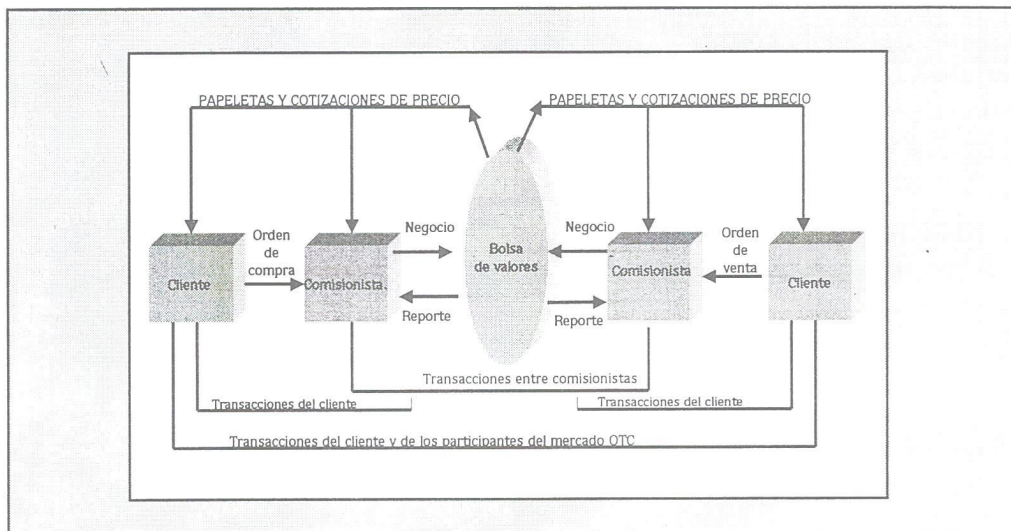 PAPELETAS Y COTIZACIONES DE PRECIO
PAPELETAS Y COTIZACIONES DE PRECIO
Orden
de
compra
Negocio
Negocio
Orden
de
venta
Bolsa
de valores
Cliente
Comisionista.
Comisionista
Cliente
Reporte
Reporte
Transacciones entre comisionistas
Transacciones del cliente
Transacciones del cliente
Transacciones del cliente y de los participantes del mercado OTC